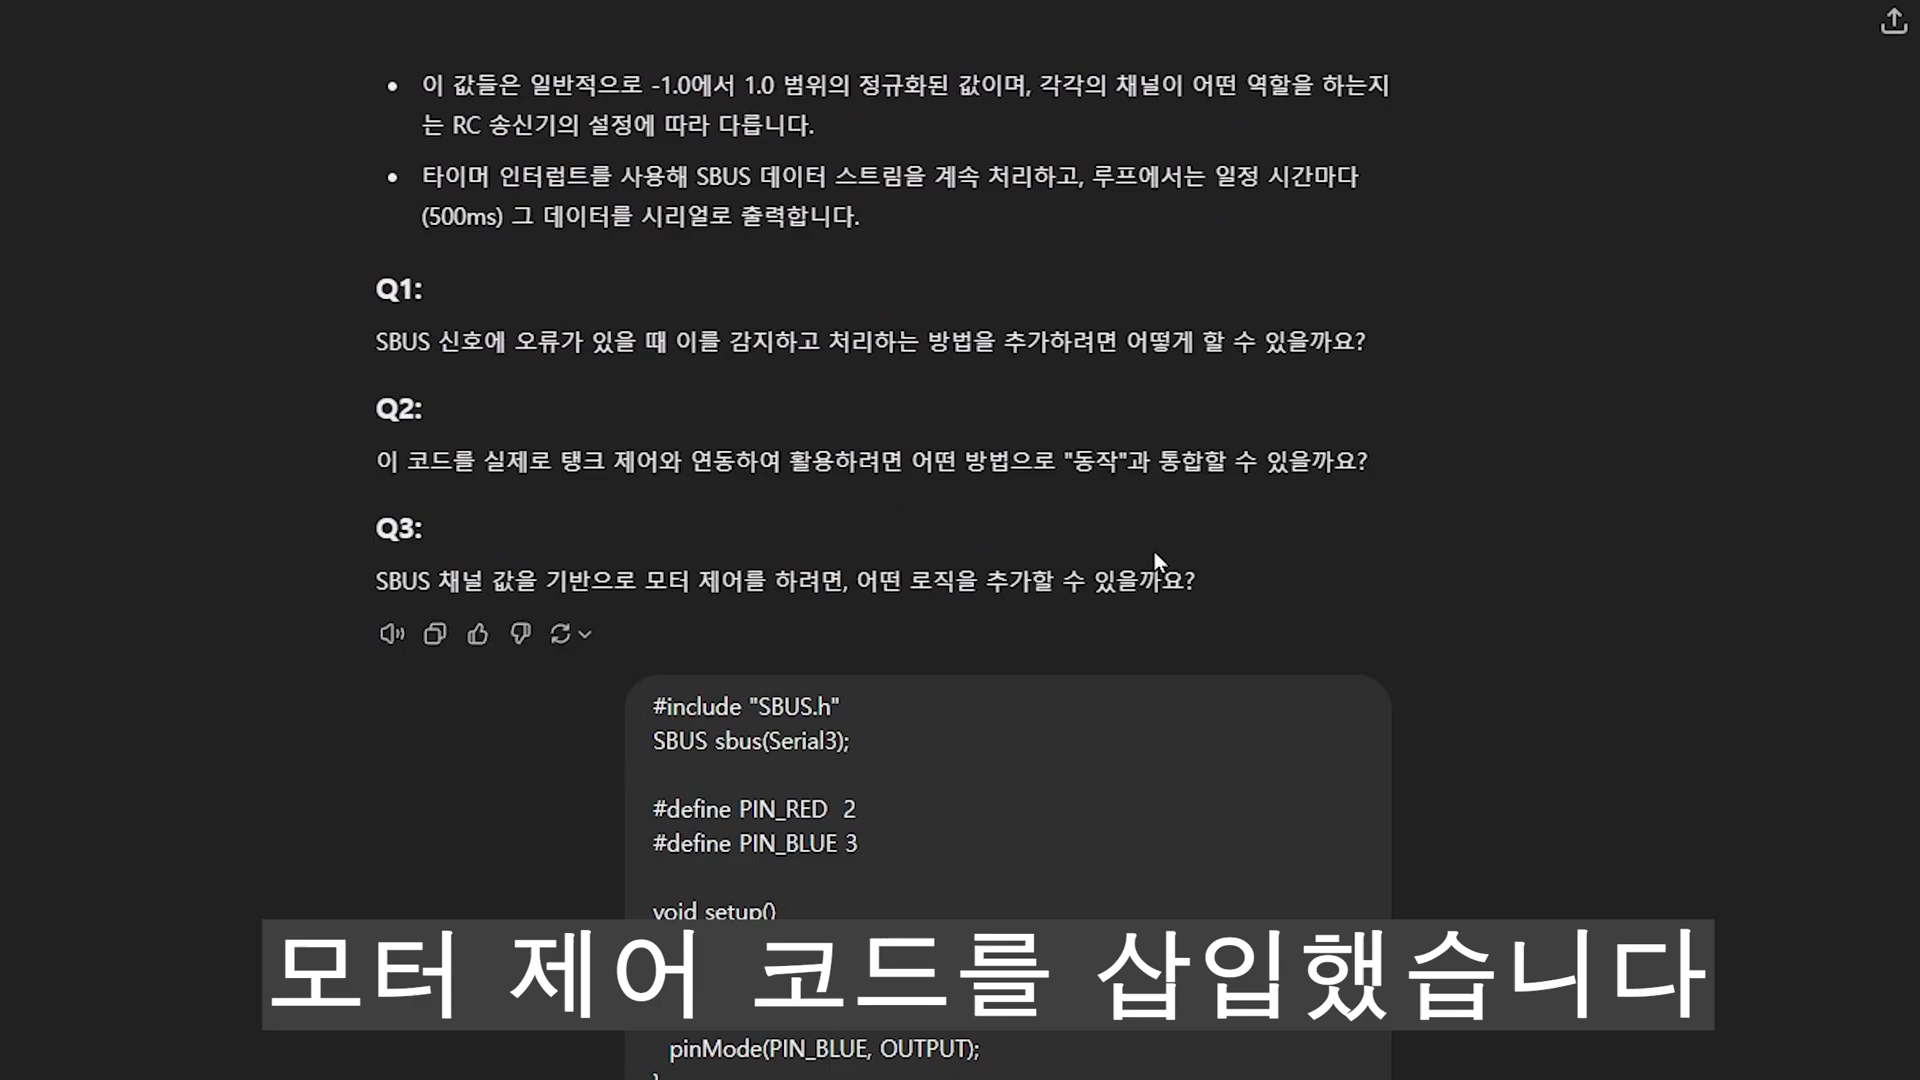 이 값들은 일반적으로 -1.0에서 1.0 범위의 정규화된 값이며, 각각의 채널이 어떤 역할을 하는지
는 RC 송신기의 설정에 따라 다릅니다.
타이머 인터럽트를 사용해 SBUS 데이터 스트림을 계속 처리하고, 루프에서는 일정 시간마다
(500ms) 그 데이터를 시리얼로 출력합니다.
Q1:
SBUS 신호에 오류가 있을 때 이를 감지하고 처리하는 방법을 추가하려면 어떻게 할 수 있을까요?
Q2:
이 코드를 실제로 탱크 제어와 연동하여 활용하려면 어떤 방법으로 "동작"과 통합할 수 있을까요?
Q3:
SBUS 채널 값을 기반으로 모터 제어를 하려면, 어떤 로직을 추가할 수 있을까요?
#include "SBUS.h"
SBUS sbus(Serial3);
#define PIN_RED  2
#define PIN_BLUE 3
void setup()
모터 제어 코드를 삽입했습니다
pinMode(PIN_BLUE, OUTPUT);